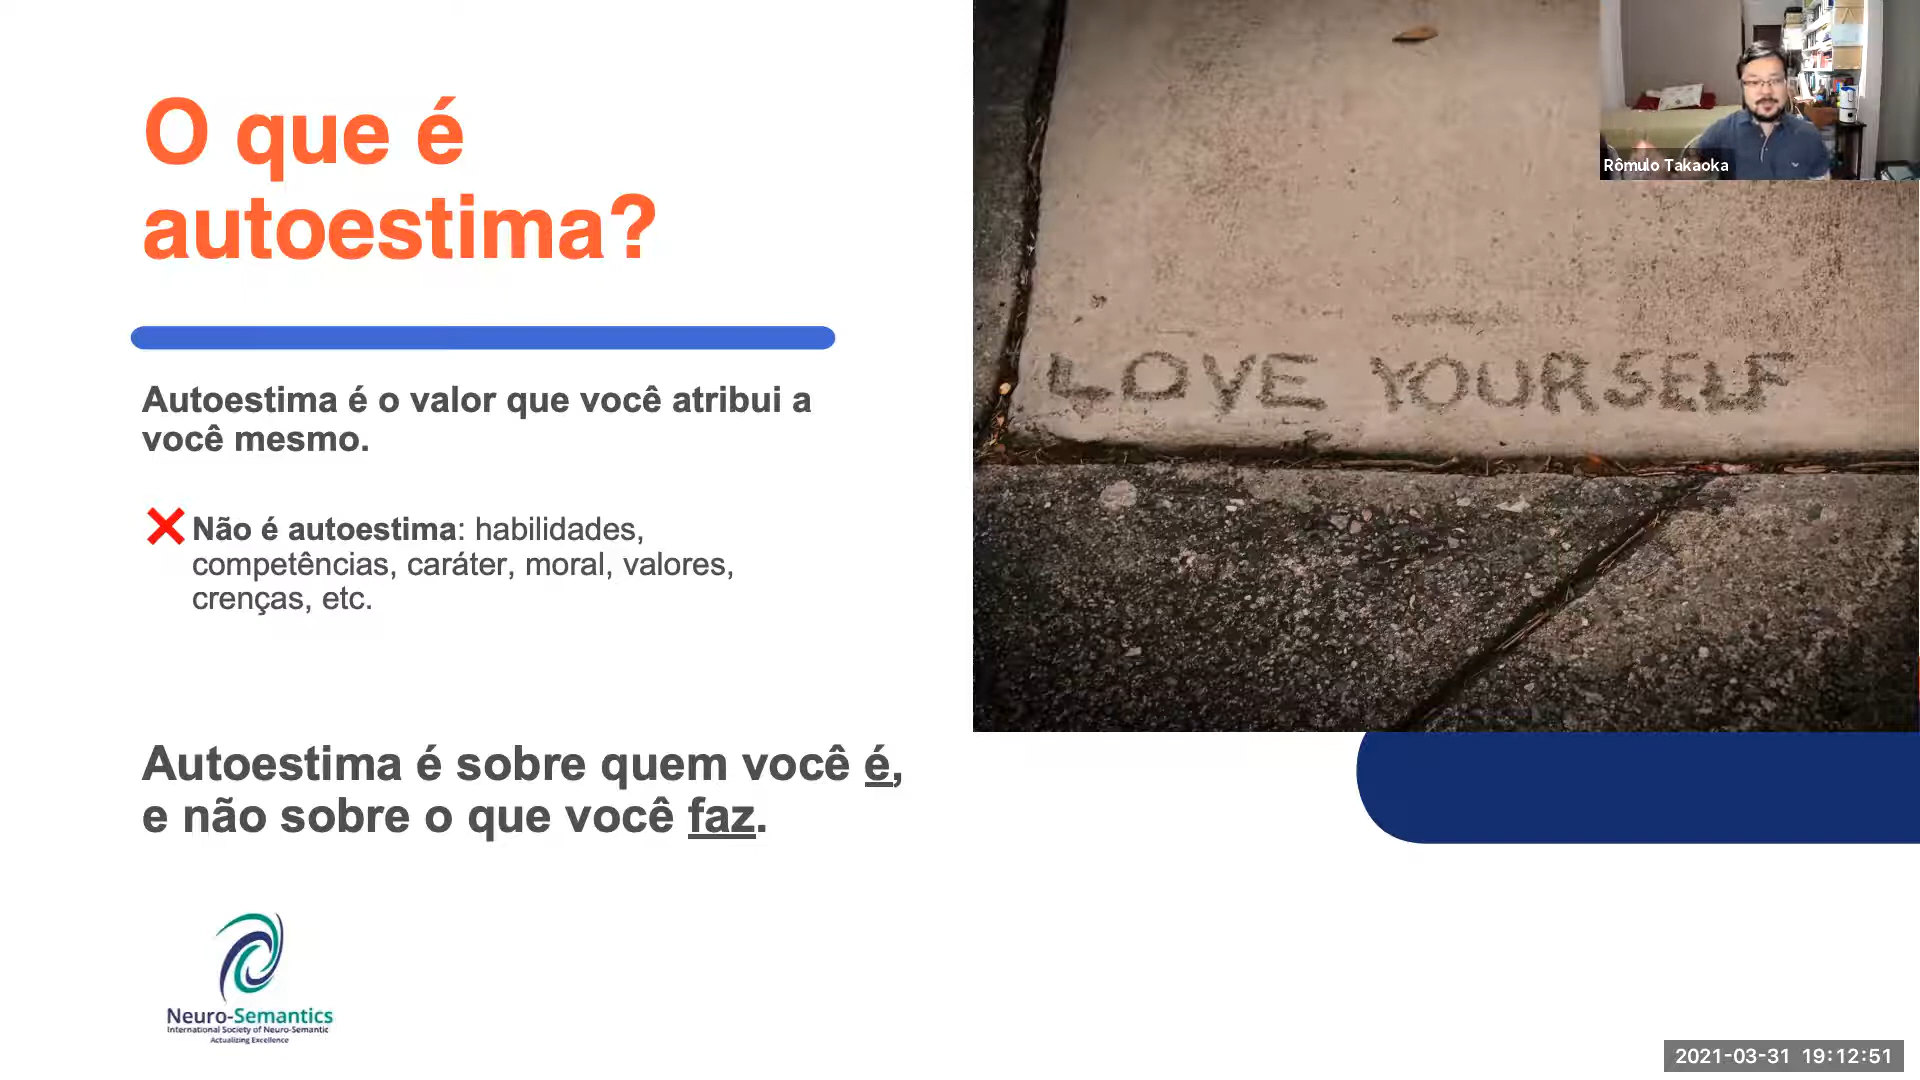 O que é
autoestima?
Autoestima é o valor que você atribui a
você mesmo.
Não é autoestima: habilidades,
competências, caráter, moral, valores,
crenças, etc.
Autoestima é sobre quem você é,
e não sobre o que você faz.
Neuro-Semantics
International Society of Neuro-Semantic
Actualizing Excellence
LOVE YOURSELF
Rômulo Takaoka
2021-03-31 19:12:51